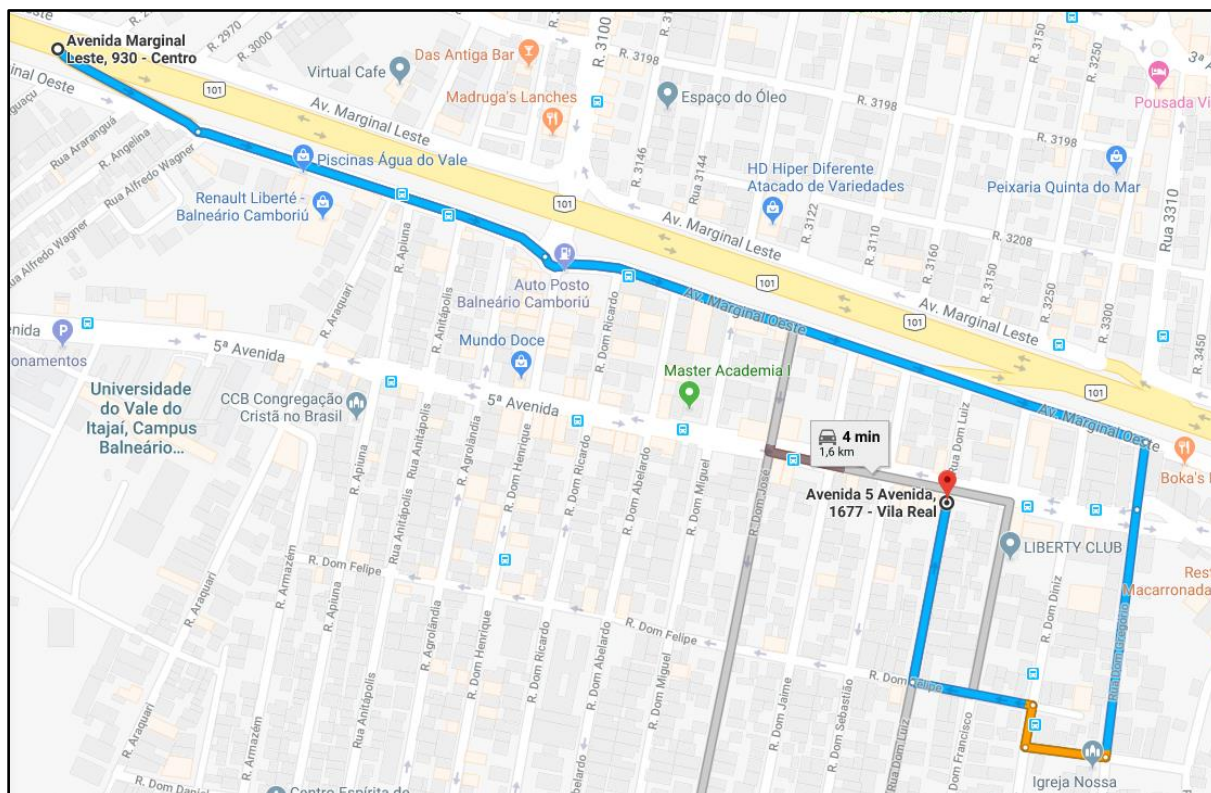 Avenida Marginal
Leste, 930 - Centro
R. 2970
R. 3000
R. 3100
R. 3150
R. 3250
Das Antiga Bar
R. 3198
Virtual Cafe
101
Av. Marginal Leste
Madruga's Lanches
Espaço do Óleo
R. 3198
R. 3198
Pousada Vi
Rua Araranguá
R. Angelina
Rua Alfredo Wagner
Piscinas Água do Vale
R. 3146
Rua 3144
HD Hiper Diferente
Atacado de Variedades
Peixaria Quinta do Mar
Renault Liberté -
Balneário Camboriú
101
Av. Marginal Leste
R. 3122
R. 3110
R. 3160
R. 3150
R. 3208
R. 3250
R. 3300
Rua 3310
R. 3450
Rua Alfredo Wagner
R. Apiuna
R. Araquari
R. Anitápolis
Auto Posto
Balneário Camboriú
R. Dom Ricardo
Av. Marginal Oeste
101
101
Av. Marginal Leste
101
enida
P
onamentos
5ª Avenida
Mundo Doce
Master Academia I
Av. Marginal Oeste
Universidade
do Vale do
Itajaí, Campus
Balneário...
CCB Congregação
Cristã no Brasil
5ª Avenida
4 min
1,6 km
Rua Dom Luiz
Avenida 5 Avenida,
1677 - Vila Real
R. Apiuna
Rua Anitápolis
R. Agrolândia
R. Dom Henrique
R. Dom Ricardo
R. Dom Abelardo
R. Dom Miguel
R. Dom José
LIBERTY CLUB
Rest
Macarronada
R. Dom Felipe
R. Dom Felipe
R. Dom Felipe
R. Dom Diniz
Rua Dom Gregório
R. Araquari
R. Armazém
R. Apiuna
Rua Anitápolis
R. Agrolândia
R. Dom Henrique
R. Dom Ricardo
R. Dom Abelardo
R. Dom Miguel
R. Dom Jaime
R. Dom Sebastião
Rua Dom Luiz
R. Dom Francisco
R. Araquari
R. Armazém
Igreja Nossa
R. Dom Daniel